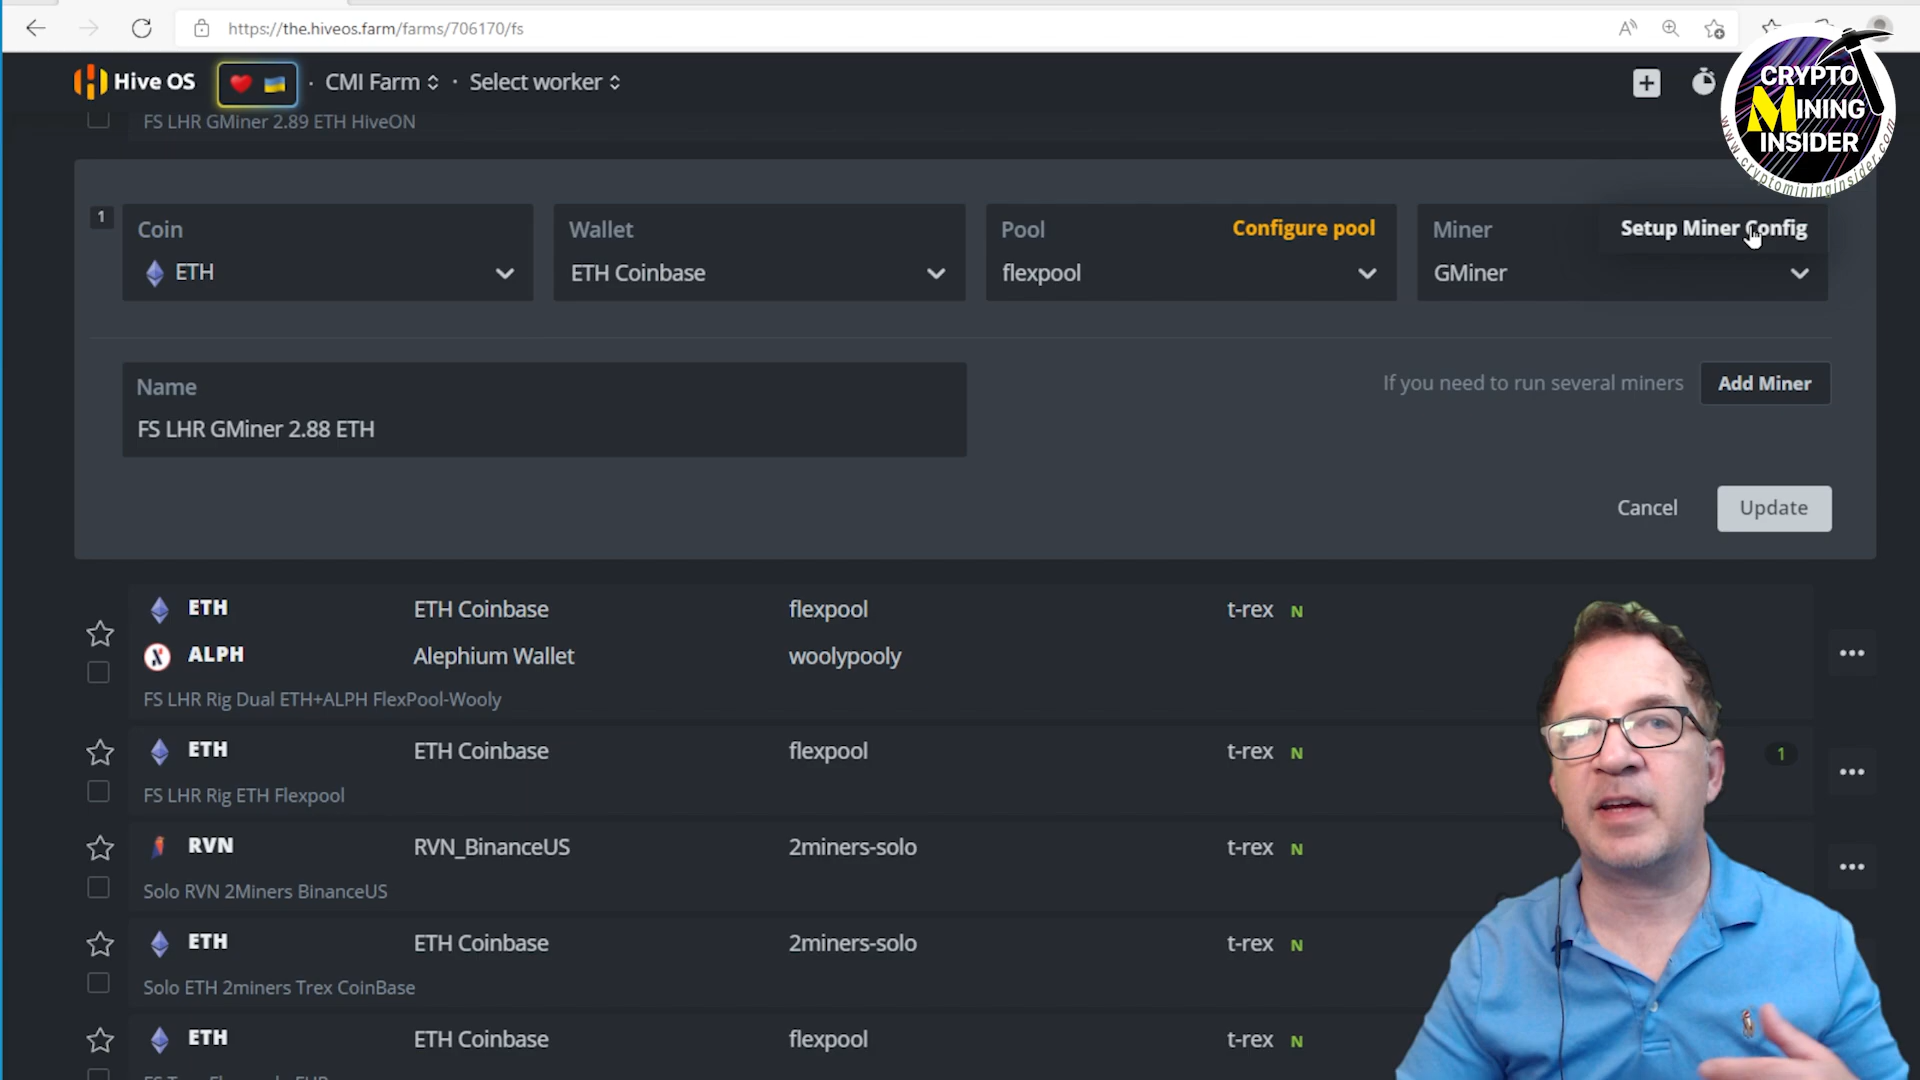 https://the.hiveos.farm/farms/706170/fs
Hive OS · CMI Farm · Select worker
CRYPTO
MINING
INSIDER
www.cryptomininginsider.com
FS LHR GMiner 2.89 ETH HiveON
1
Coin
ETH
Wallet
ETH Coinbase
Pool Configure pool
flexpool
Miner Setup Miner Config
GMiner
Name
FS LHR GMiner 2.88 ETH
If you need to run several miners Add Miner
Cancel Update
ETH ETH Coinbase flexpool t-rex N
ALPH Alephium Wallet woolypooly
FS LHR Rig Dual ETH+ALPH FlexPool-Wooly
ETH ETH Coinbase flexpool t-rex N 1
FS LHR Rig ETH Flexpool
RVN RVN_BinanceUS 2miners-solo t-rex N
Solo RVN 2Miners BinanceUS
ETH ETH Coinbase 2miners-solo t-rex N
Solo ETH 2miners Trex CoinBase
ETH ETH Coinbase flexpool t-rex N